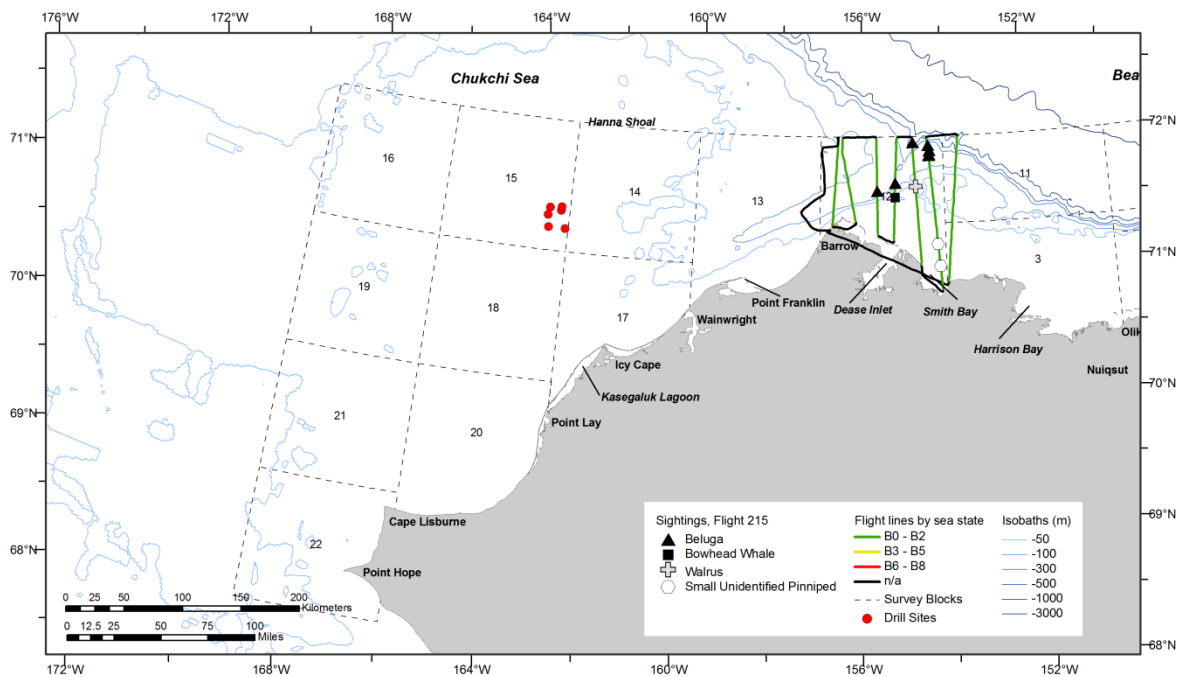 176°W 172°W 168°W 164°W 160°W 156°W 152°W
Chukchi Sea
Bea
72°N
71°N
Hanna Shoal
16
15
14
13
12
11
3
71°N
Barrow
70°N
19
18
17
Point Franklin
Dease Inlet
Smith Bay
Wainwright
Harrison Bay
Olik
Nuiqsut
Icy Cape
Kasegaluk Lagoon
70°N
69°N
21
20
Point Lay
Cape Lisburne
69°N
68°N
22
Point Hope
0 25 50 100 150 200
Kilometers
0 12.5 25 50 75 100
Miles
Sightings, Flight 215
Beluga
Bowhead Whale
Walrus
Small Unidentified Pinniped
Flight lines by sea state
B0 - B2
B3 - B5
B6 - B8
n/a
Survey Blocks
Drill Sites
Isobaths (m)
-50
-100
-300
-500
-1000
-3000
68°N
172°W 168°W 164°W 160°W 156°W 152°W